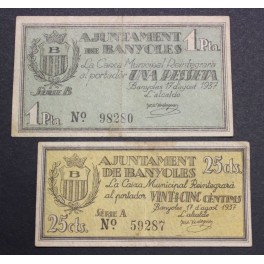 AJUNTAMENT
DE BANYOLES
1 Pta.
La Caixa Municipal Reintegrará
al portador UNA PESSETA
B
Banyoles 17 d'agost 1937
L'alcalde
SÈRIE B
1 Pta.
Nº 98280
AJUNTAMENT
DE BANYOLES
25 cts.
La Caixa Municipal Reintegrará
al portador VINT-I-CINC CÈNTIMS
B
Banyoles 17 d'agost 1937
L'alcalde
SÈRIE A
25 cts.
Nº 59287